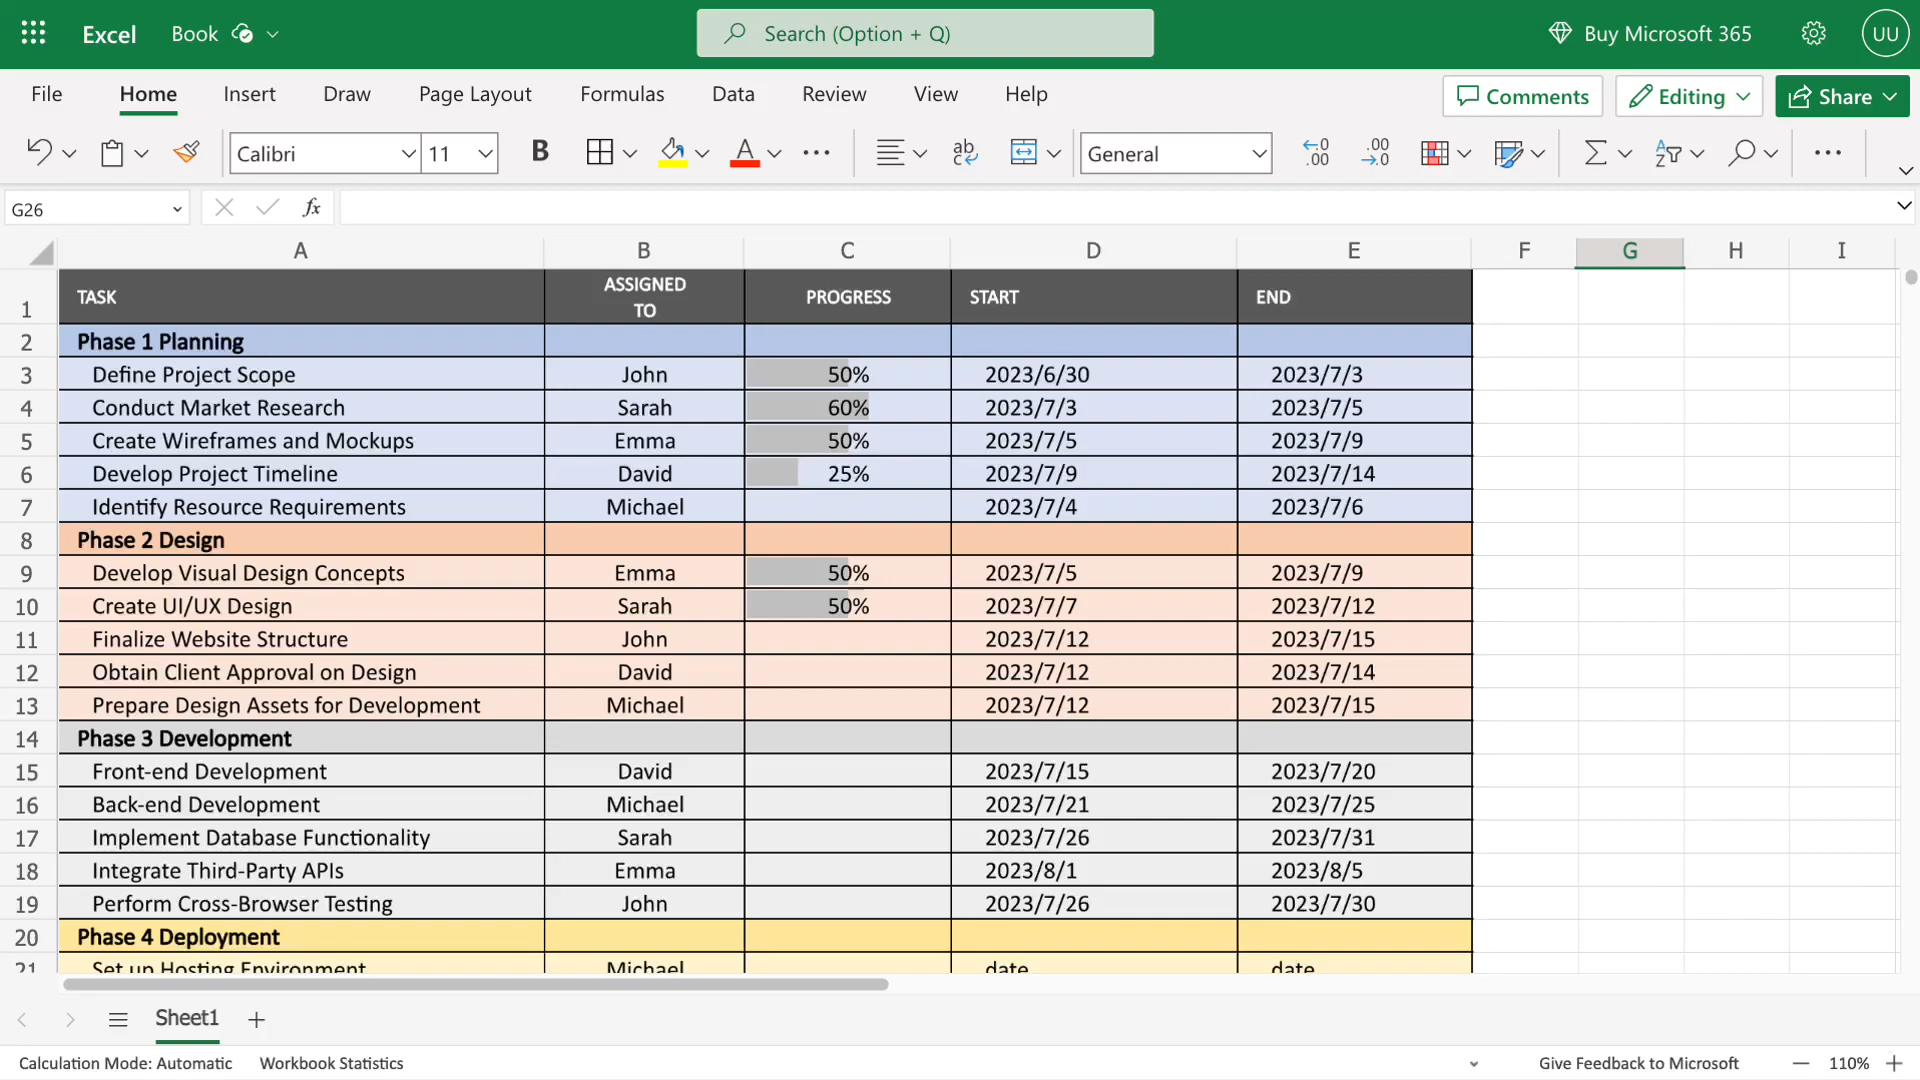 Excel Book Search (Option + Q) Buy Microsoft 365 UU
File Home Insert Draw Page Layout Formulas Data Review View Help Comments Editing Share
Calibri 11 B A ab c General .00 .00 A Z
G26 fx
A B C D E F G H I
1 TASK ASSIGNED TO PROGRESS START END
2 Phase 1 Planning
3 Define Project Scope John 50% 2023/6/30 2023/7/3
4 Conduct Market Research Sarah 60% 2023/7/3 2023/7/5
5 Create Wireframes and Mockups Emma 50% 2023/7/5 2023/7/9
6 Develop Project Timeline David 25% 2023/7/9 2023/7/14
7 Identify Resource Requirements Michael 2023/7/4 2023/7/6
8 Phase 2 Design
9 Develop Visual Design Concepts Emma 50% 2023/7/5 2023/7/9
10 Create UI/UX Design Sarah 50% 2023/7/7 2023/7/12
11 Finalize Website Structure John 2023/7/12 2023/7/15
12 Obtain Client Approval on Design David 2023/7/12 2023/7/14
13 Prepare Design Assets for Development Michael 2023/7/12 2023/7/15
14 Phase 3 Development
15 Front-end Development David 2023/7/15 2023/7/20
16 Back-end Development Michael 2023/7/21 2023/7/25
17 Implement Database Functionality Sarah 2023/7/26 2023/7/31
18 Integrate Third-Party APIs Emma 2023/8/1 2023/8/5
19 Perform Cross-Browser Testing John 2023/7/26 2023/7/30
20 Phase 4 Deployment
21 Set up Hosting Environment Michael date date
Sheet1
Calculation Mode: Automatic Workbook Statistics Give Feedback to Microsoft 110%